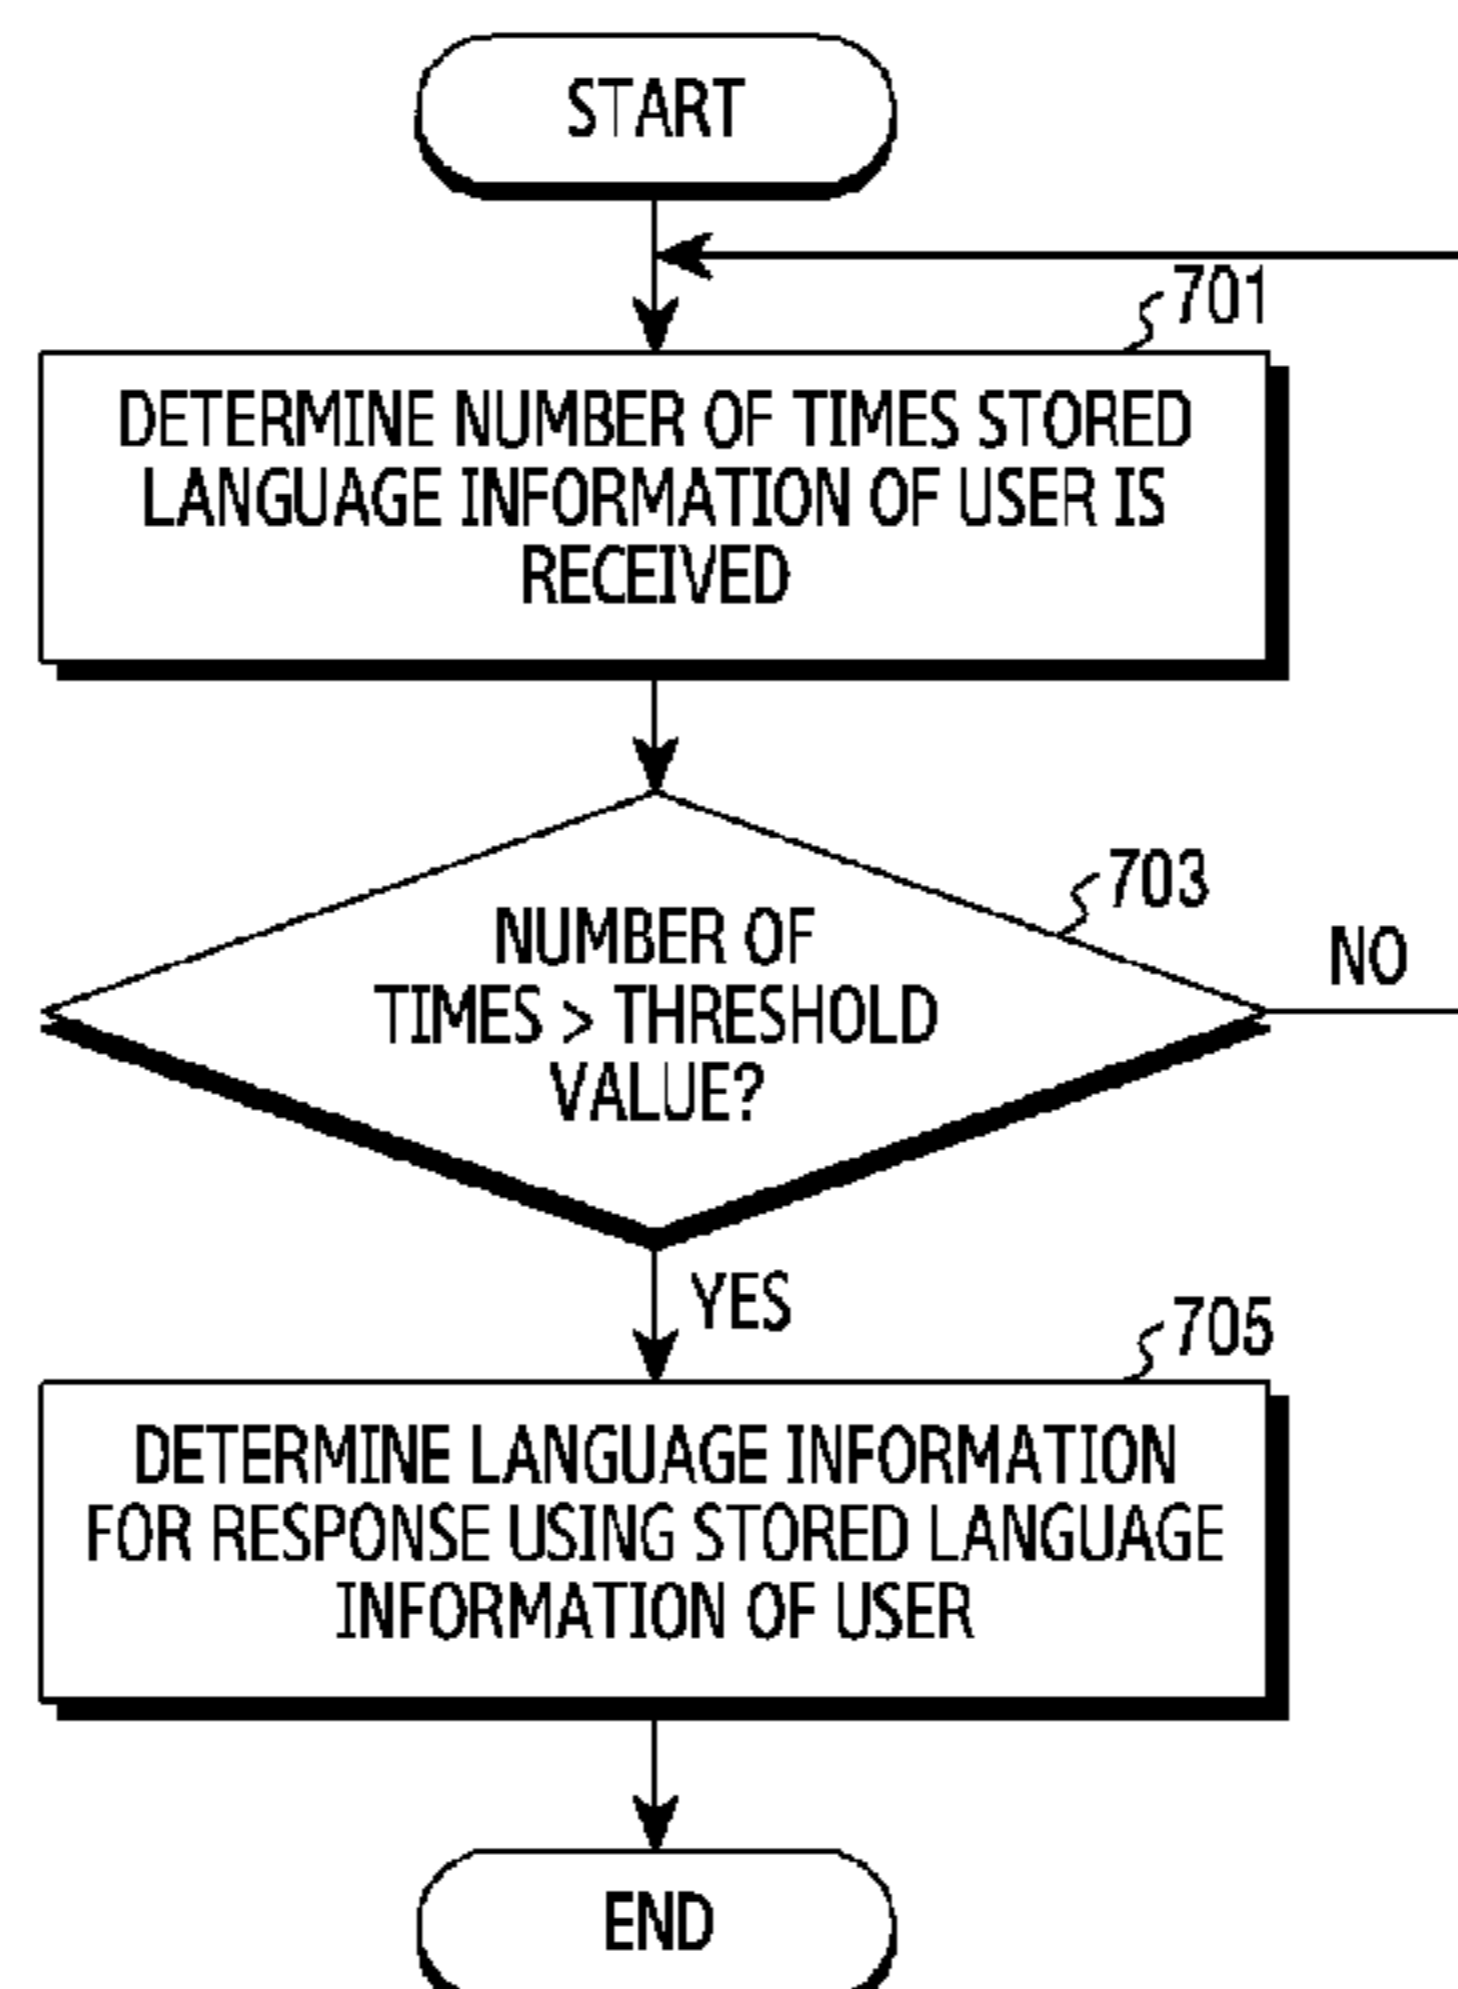 START
701
DETERMINE NUMBER OF TIMES STORED
LANGUAGE INFORMATION OF USER IS
RECEIVED
703
NUMBER OF
TIMES > THRESHOLD
VALUE?
NO
YES
705
DETERMINE LANGUAGE INFORMATION
FOR RESPONSE USING STORED LANGUAGE
INFORMATION OF USER
END